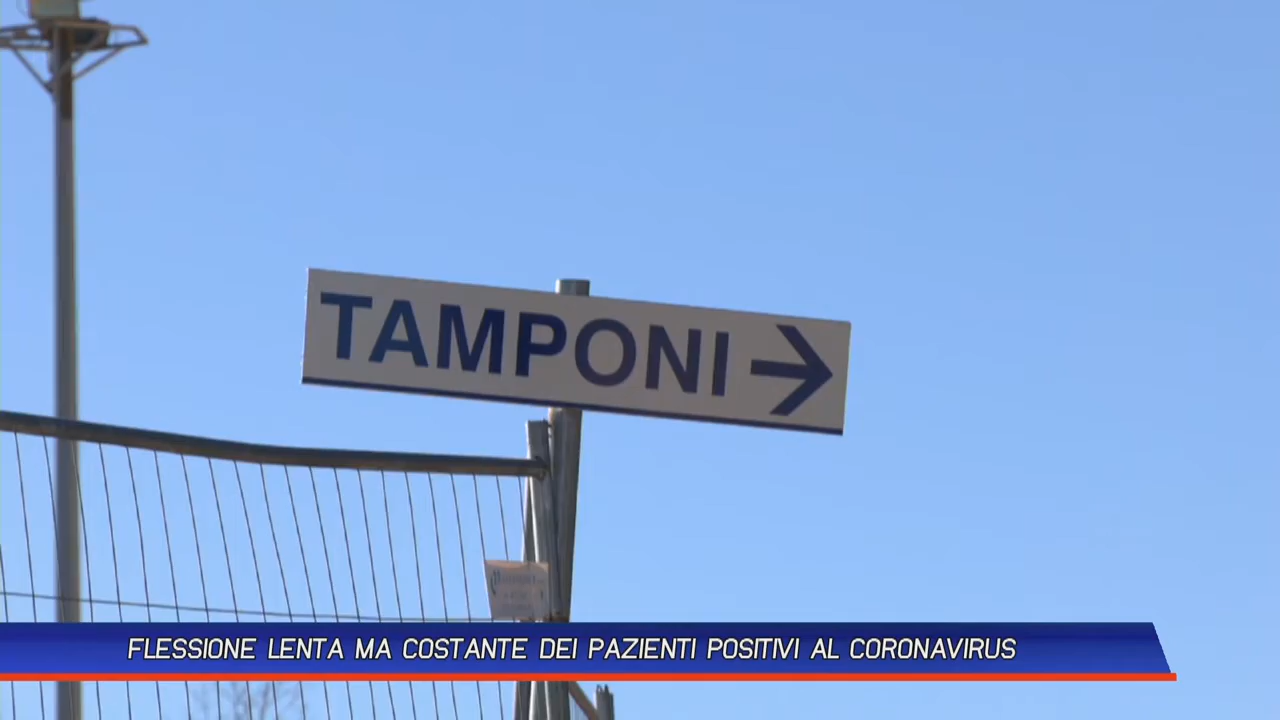 TAMPONI
FLESSIONE LENTA MA COSTANTE DEI PAZIENTI POSITIVI AL CORONAVIRUS